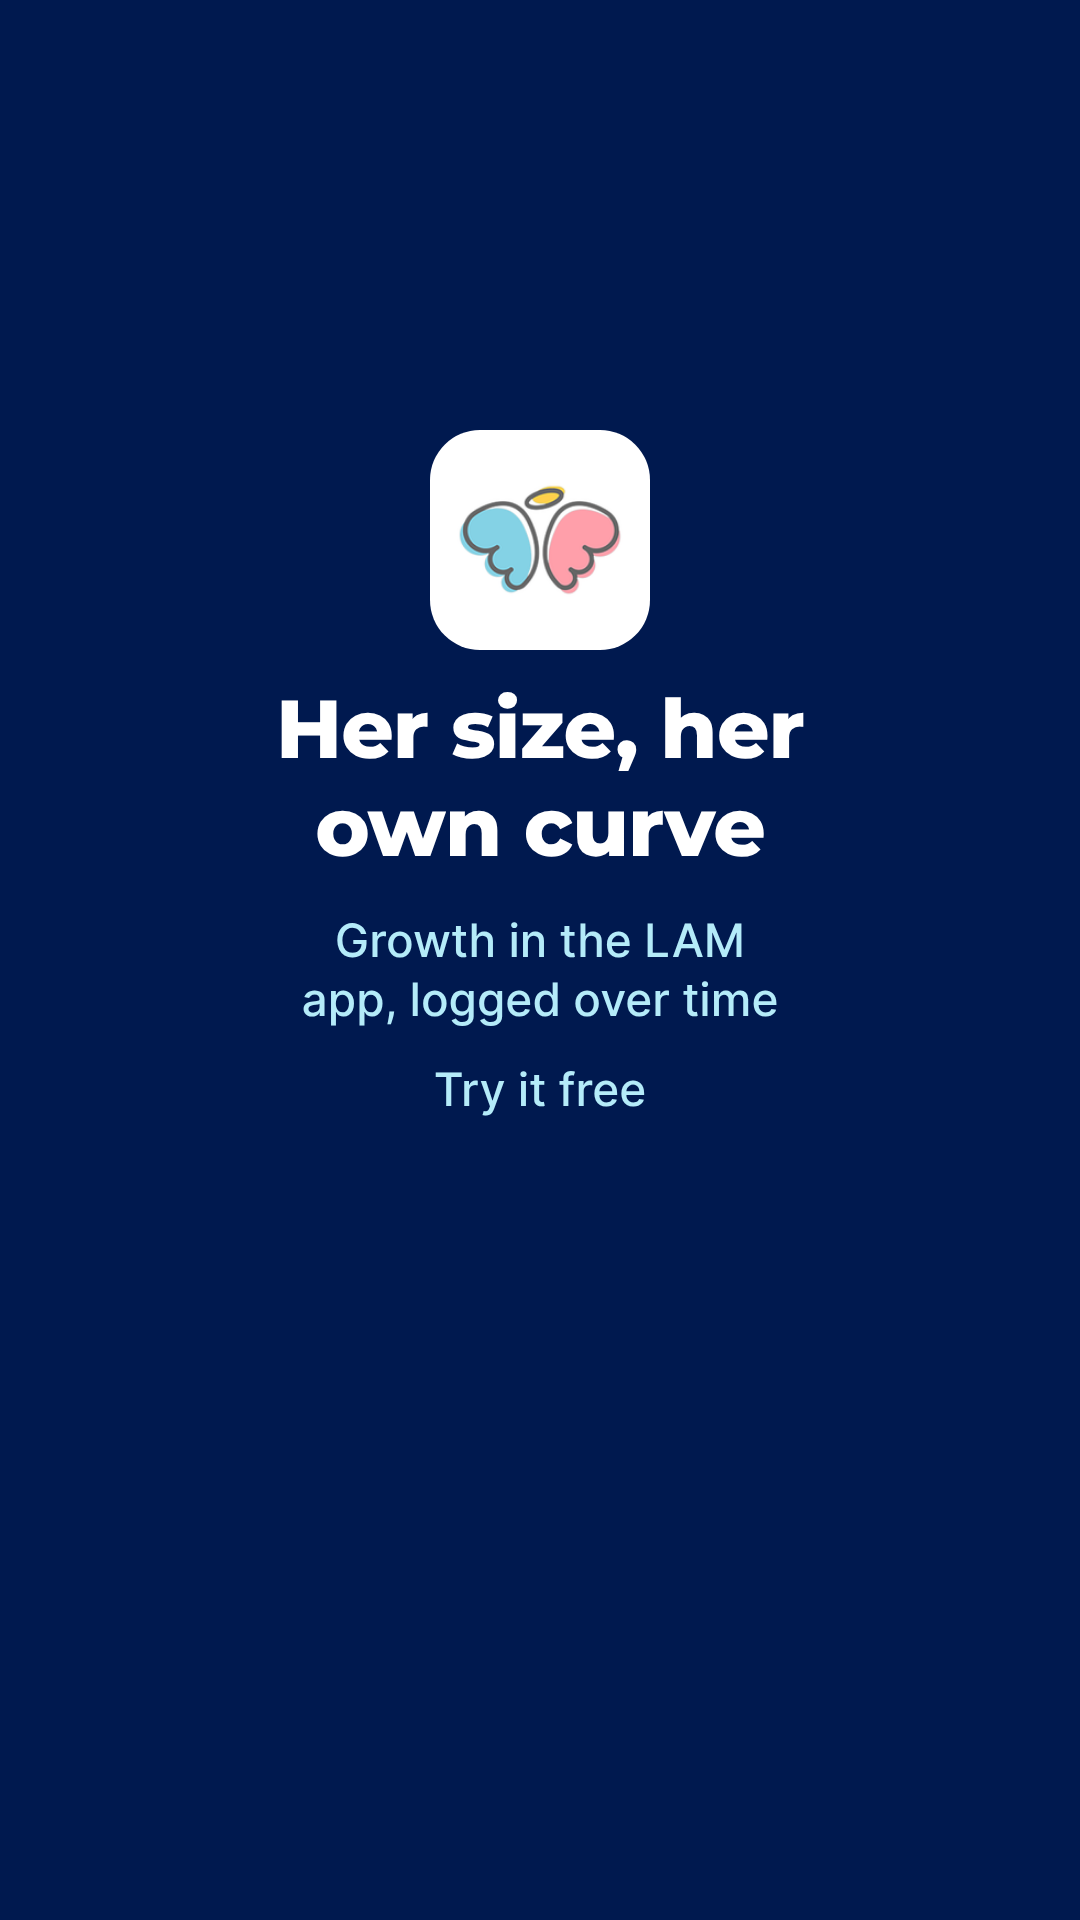 Her size, her
own curve
Growth in the LAM
app, logged over time
Try it free